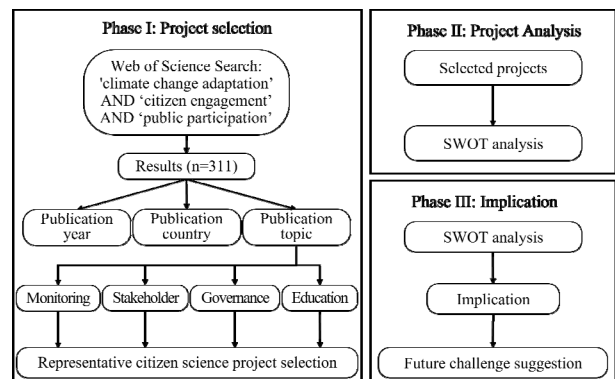 Phase I: Project selection
Web of Science Search:
'climate change adaptation’
AND ‘citizen engagement’
AND ‘public participation’
Results (n=311)
Publication
year
Publication
country
Publication
topic
Monitoring
Stakeholder
Governance
Education
Representative citizen science project selection
Phase II: Project Analysis
Selected projects
SWOT analysis
Phase III: Implication
SWOT analysis
Implication
Future challenge suggestion